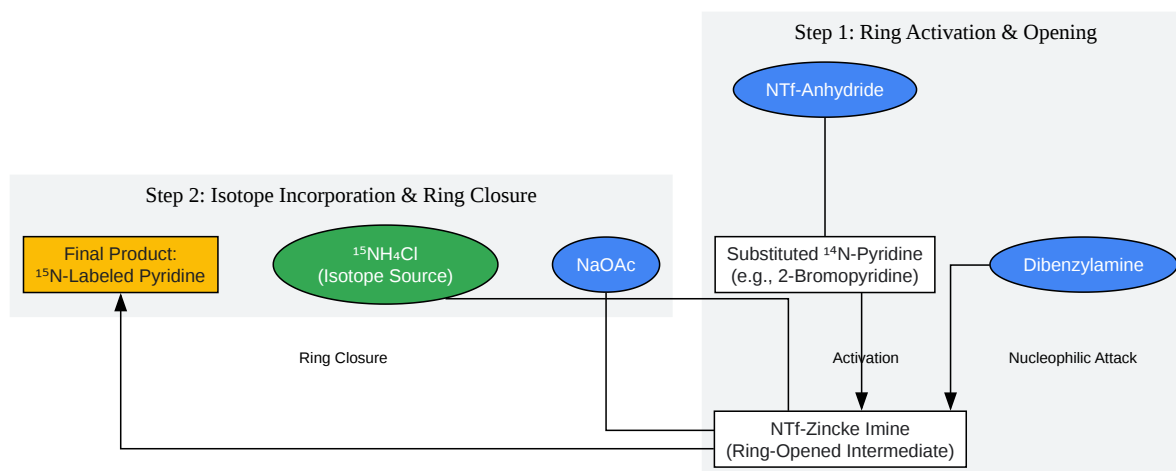 Step 1: Ring Activation & Opening
NTf-Anhydride
Step 2: Isotope Incorporation & Ring Closure
Final Product:
¹⁵N-Labeled Pyridine
¹⁵NH₄Cl
(Isotope Source)
NaOAc
Substituted ¹⁴N-Pyridine
(e.g., 2-Bromopyridine)
Dibenzylamine
Ring Closure
Activation
Nucleophilic Attack
NTf-Zincke Imine
(Ring-Opened Intermediate)